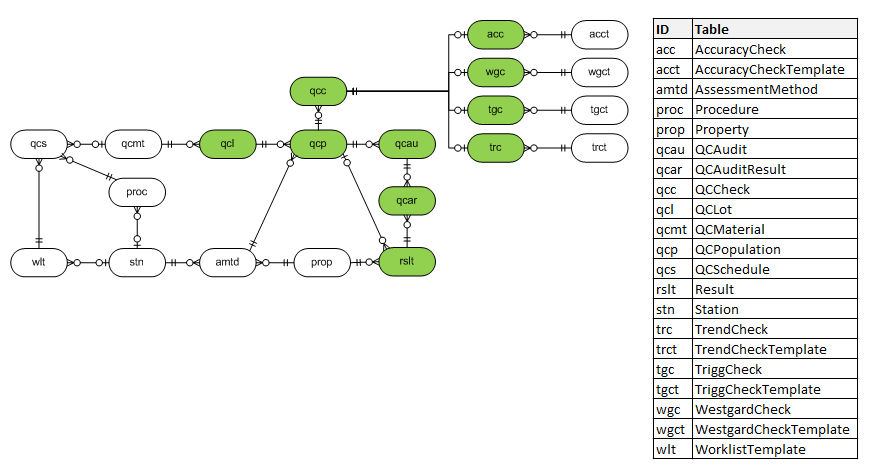 acc
acct
wgc
wgct
qcc
tgc
tgct
qcs
qcmt
qcl
qcp
qcau
trc
trct
proc
qcar
wlt
stn
amtd
prop
rslt
ID Table
acc AccuracyCheck
acct AccuracyCheckTemplate
amtd AssessmentMethod
proc Procedure
prop Property
qcau QCAudit
qcar QCAuditResult
qcc QCCheck
qcl QCLot
qcmt QCMaterial
qcp QCPopulation
qcs QCSchedule
rslt Result
stn Station
trc TrendCheck
trct TrendCheckTemplate
tgc TriggCheck
tgct TriggCheckTemplate
wgc WestgardCheck
wgct WestgardCheckTemplate
wlt WorklistTemplate